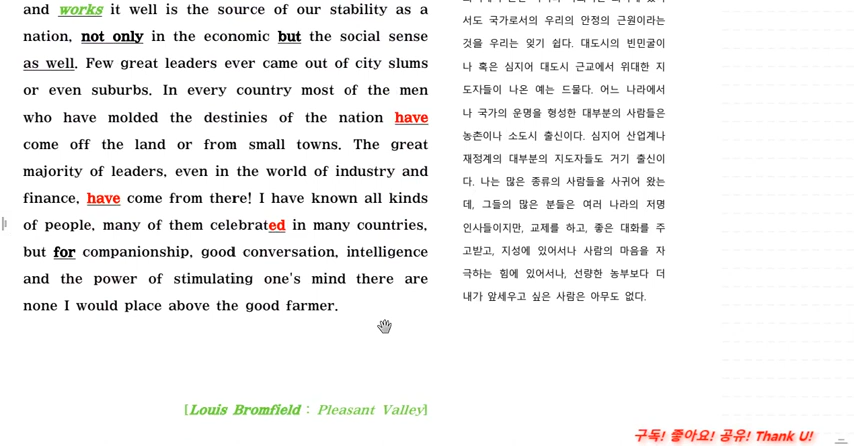 and works it well is the source of our stability as a
nation, not only in the economic but the social sense
as well. Few great leaders ever came out of city slums
or even suburbs. In every country most of the men
who have molded the destinies of the nation have
come off the land or from small towns. The great
majority of leaders, even in the world of industry and
finance, have come from there! I have known all kinds
of people, many of them celebrated in many countries,
but for companionship, good conversation, intelligence
and the power of stimulating one's mind there are
none I would place above the good farmer.
[Louis Bromfield : Pleasant Valley]
서도 국가로서의 우리의 안정의 근원이라는
것을 우리는 잊기 쉽다. 대도시의 빈민굴이
나 혹은 심지어 대도시 근교에서 위대한 지
도자들이 나온 예는 드물다. 어느 나라에서
나 국가의 운명을 형성한 대부분의 사람들은
농촌이나 소도시 출신이다. 심지어 산업계나
재정계의 대부분의 지도자들도 거기 출신이
다. 나는 많은 종류의 사람들을 사귀어 왔는
데, 그들의 많은 분들은 여러 나라의 저명
인사들이지만, 교제를 하고, 좋은 대화를 주
고받고, 지성에 있어서나 사람의 마음을 자
극하는 힘에 있어서나, 선량한 농부보다 더
내가 앞세우고 싶은 사람은 아무도 없다.
구독! 좋아요! 공유! Thank U!